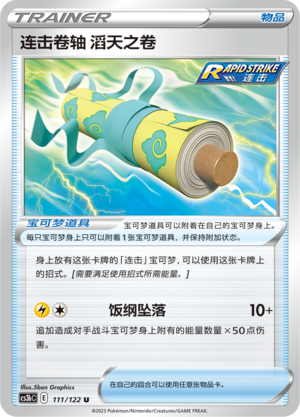 TRAINER 物品
连击卷轴 滔天之卷
RAPID STRIKE
连击
宝可梦道具 宝可梦道具可以附着在自己的宝可梦身上。
每只宝可梦身上只可以附着1张宝可梦道具，并保持附加状态。
身上放有这张卡牌的「连击」宝可梦，可以使用这张卡牌上
的招式。[需要满足使用招式所需能量。]
饭纲坠落 10+
追加造成对手战斗宝可梦身上附有的能量数量×50点伤
害。
Illus. 5ban Graphics
cs3bC E 111/122 U
在自己的回合可以使用任意张物品卡。
©2023 Pokémon/Nintendo/Creatures/GAME FREAK.